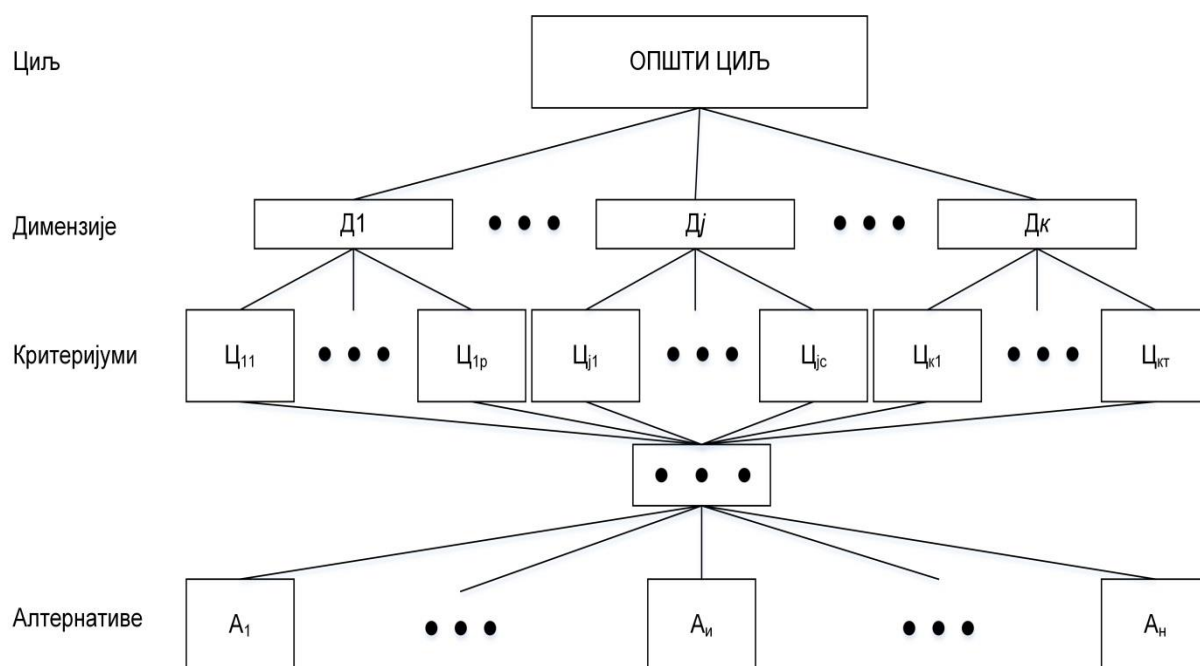 Циљ
ОПШТИ ЦИЉ
Димензије
Д1 ● ● ● Дј ● ● ● Дк
Критеријуми
Ц11 ● ● ● Ц1р Цј1 ● ● ● Цјс Цк1 ● ● ● Цкт
● ● ●
Алтернативе
А1 ● ● ● Аи ● ● ● Ан